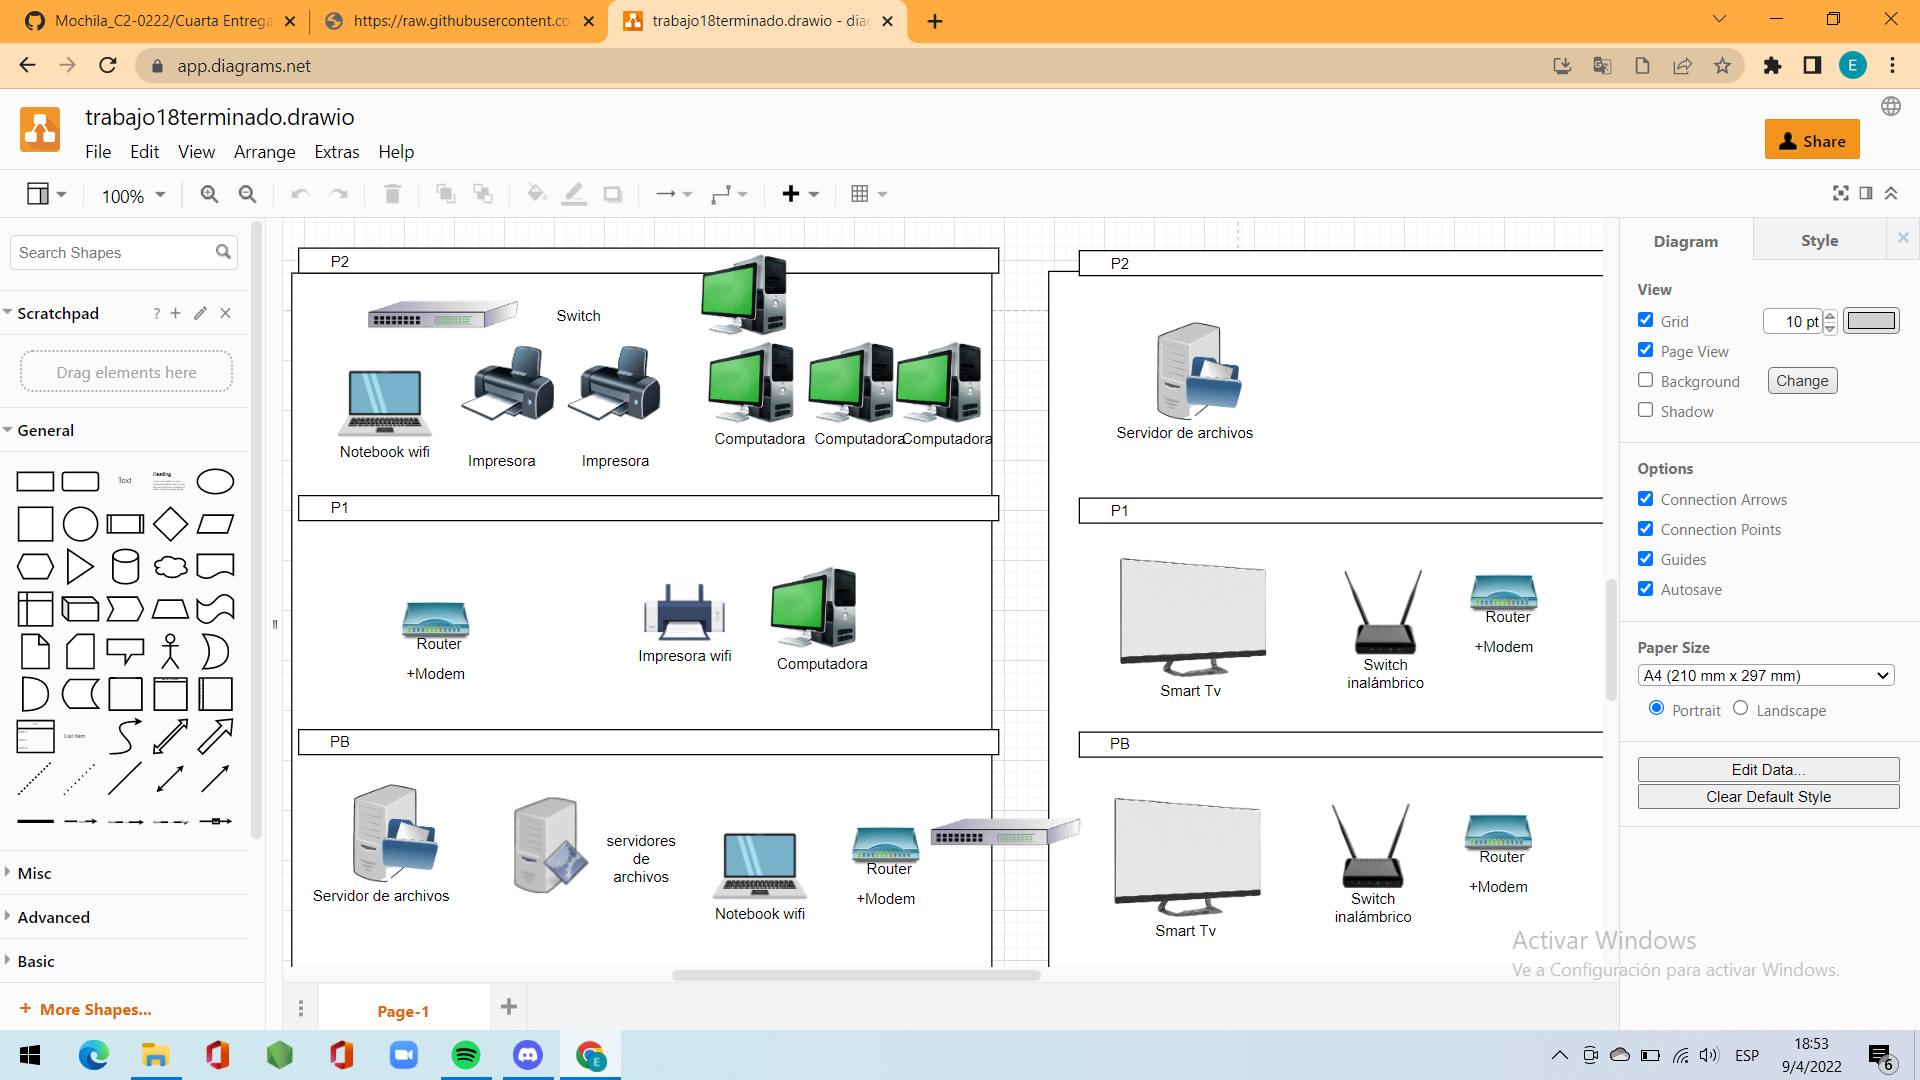 Mochila_C2-0222/Cuarta Entrega
https://raw.githubusercontent.co
trabajo18terminado.drawio - dia
app.diagrams.net
E
trabajo18terminado.drawio
File Edit View Arrange Extras Help
Share
100%
Search Shapes
Scratchpad
?
Drag elements here
General
Text
Heading
List Item
Misc
Advanced
Basic
+ More Shapes...
P2
Switch
Notebook wifi
Impresora
Impresora
Computadora
Computadora
Computadora
P1
Router
+Modem
Impresora wifi
Computadora
PB
Servidor de archivos
servidores
de
archivos
Notebook wifi
Router
+Modem
P2
Servidor de archivos
P1
Smart Tv
Switch
inalámbrico
Router
+Modem
PB
Smart Tv
Switch
inalámbrico
Router
+Modem
Diagram
Style
View
Grid
10 pt
Page View
Background
Change
Shadow
Options
Connection Arrows
Connection Points
Guides
Autosave
Paper Size
A4 (210 mm x 297 mm)
Portrait
Landscape
Edit Data...
Clear Default Style
Activar Windows
Ve a Configuración para activar Windows.
Page-1
E
ESP
18:53
9/4/2022
6